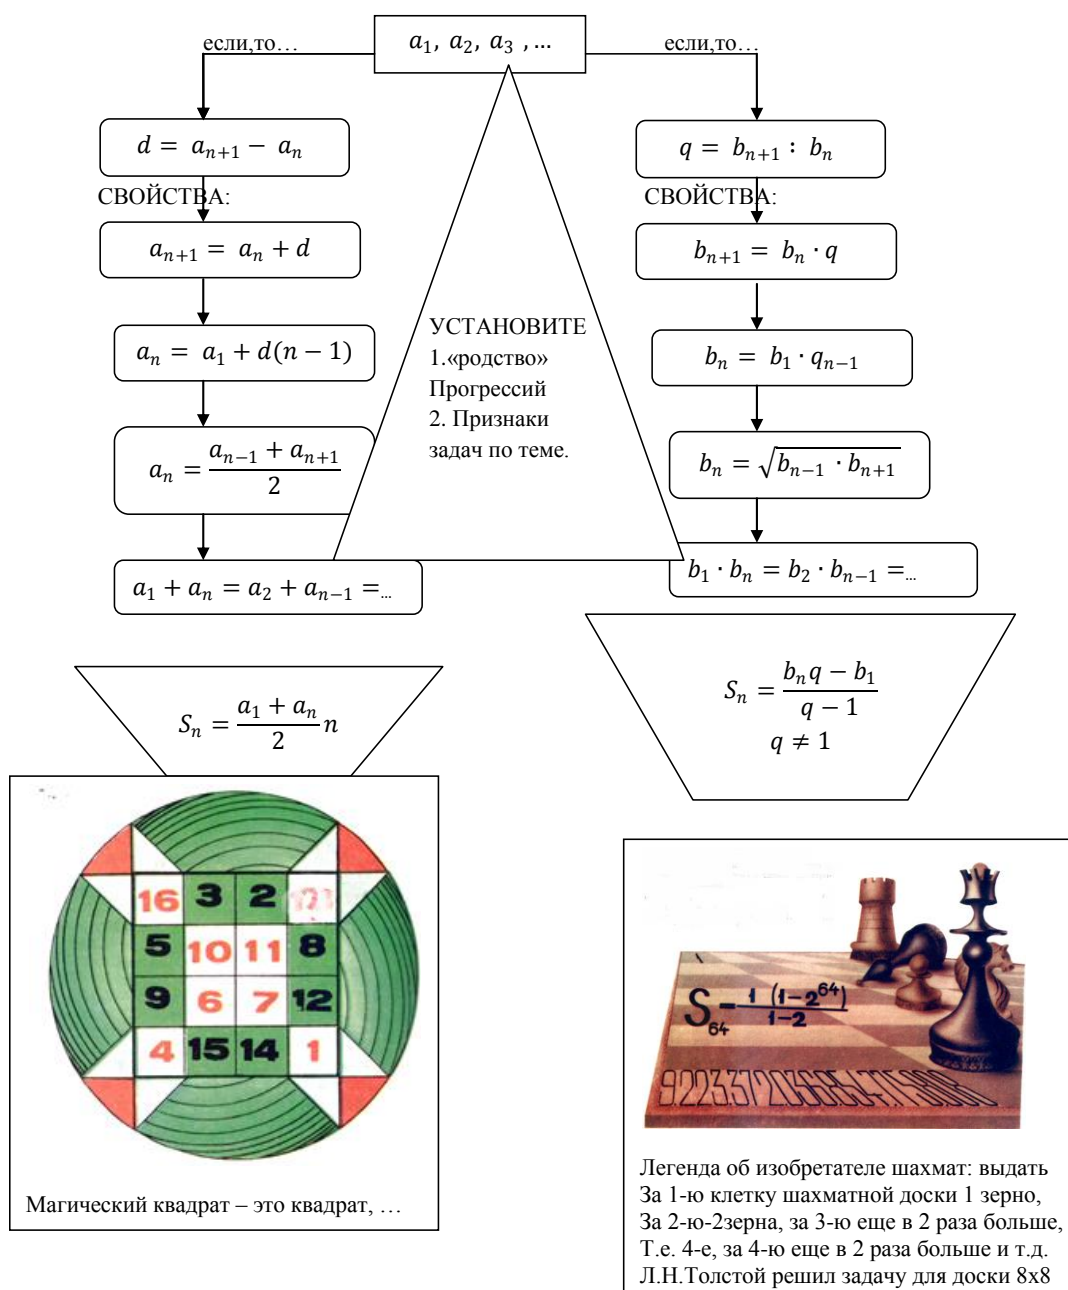 a₁, a₂, a₃ , …
если,то…
если,то…
d = aₙ₊₁ − aₙ
СВОЙСТВА:
aₙ₊₁ = aₙ + d
aₙ = a₁ + d(n − 1)
aₙ = (aₙ₋₁ + aₙ₊₁)/2
a₁ + aₙ = a₂ + aₙ₋₁ =…
Sₙ = (a₁ + aₙ)/2 n
УСТАНОВИТЕ
1.«родство»
Прогрессий
2. Признаки
задач по теме.
q = bₙ₊₁ : bₙ
СВОЙСТВА:
bₙ₊₁ = bₙ · q
bₙ = b₁ · qₙ₋₁
bₙ = √(bₙ₋₁ · bₙ₊₁)
b₁ · bₙ = b₂ · bₙ₋₁ =…
Sₙ = (bₙq − b₁)/(q − 1)
q ≠ 1
16 3 2
5 10 11 8
9 6 7 12
4 15 14 1
Магический квадрат – это квадрат, …
1
S₆₄ = 1 (1-2⁶⁴)/(1-2)
Легенда об изобретателе шахмат: выдать
За 1-ю клетку шахматной доски 1 зерно,
За 2-ю-2зерна, за 3-ю еще в 2 раза больше,
Т.е. 4-е, за 4-ю еще в 2 раза больше и т.д.
Л.Н.Толстой решил задачу для доски 8х8